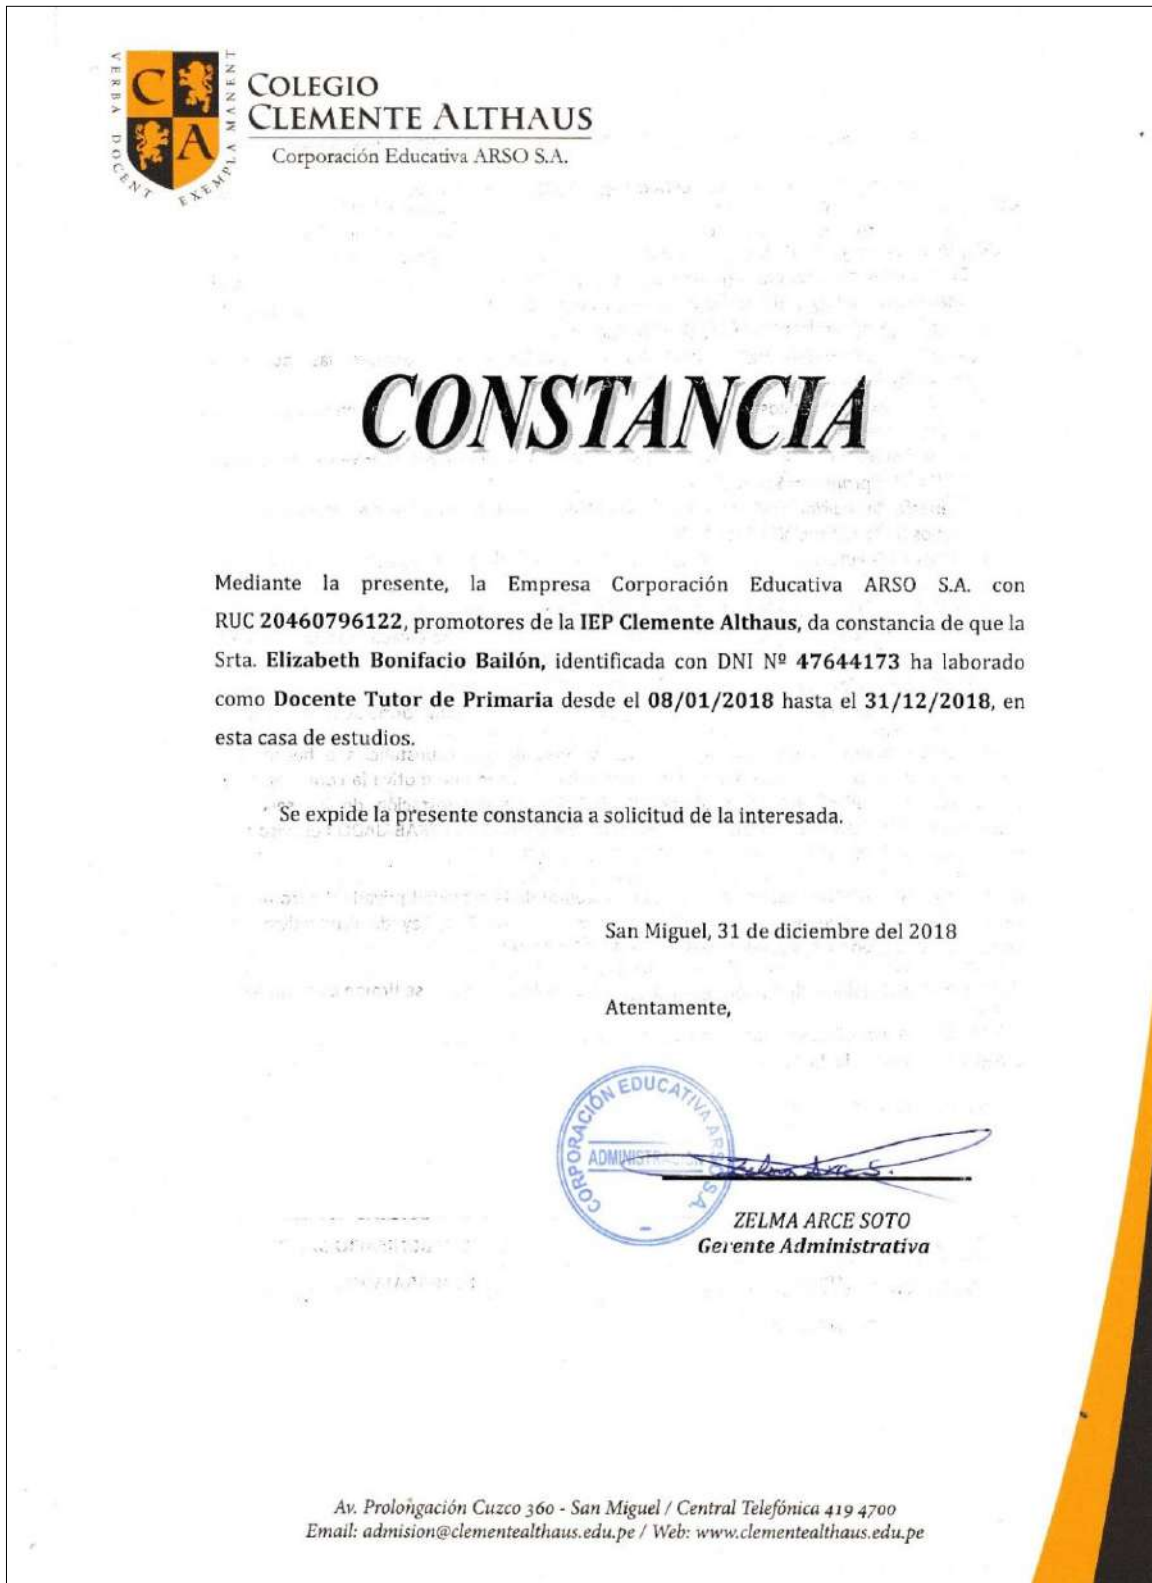 VERBA DOCENT EXEMPLA MANENT
C
A
COLEGIO
CLEMENTE ALTHAUS
Corporación Educativa ARSO S.A.
CONSTANCIA
Mediante la presente, la Empresa Corporación Educativa ARSO S.A. con
RUC 20460796122, promotores de la IEP Clemente Althaus, da constancia de que la
Srta. Elizabeth Bonifacio Bailón, identificada con DNI Nº 47644173 ha laborado
como Docente Tutor de Primaria desde el 08/01/2018 hasta el 31/12/2018, en
esta casa de estudios.
Se expide la presente constancia a solicitud de la interesada.
San Miguel, 31 de diciembre del 2018
Atentamente,
CORPORACIÓN EDUCATIVA ARSO S.A.
ADMINISTRACIÓN
Zelma Arce S.
ZELMA ARCE SOTO
Gerente Administrativa
Av. Prolongación Cuzco 360 - San Miguel / Central Telefónica 419 4700
Email: admision@clementealthaus.edu.pe / Web: www.clementealthaus.edu.pe